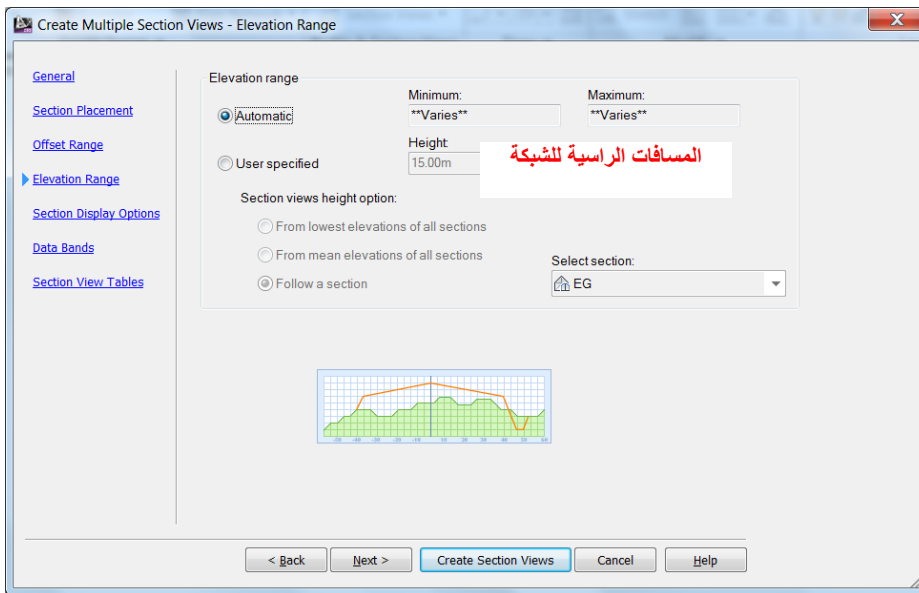 Create Multiple Section Views - Elevation Range
General
Section Placement
Offset Range
Elevation Range
Section Display Options
Data Bands
Section View Tables
Elevation range
Minimum: Maximum:
Automatic **Varies** **Varies**
Height:
User specified 15.00m
المسافات الراسية للشبكة
Section views height option:
From lowest elevations of all sections
From mean elevations of all sections
Select section:
Follow a section EG
< Back Next > Create Section Views Cancel Help